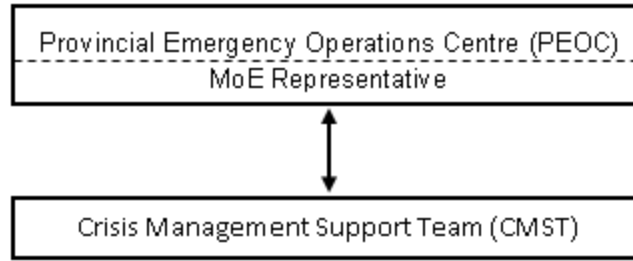 Provincial Emergency Operations Centre (PEOC)
MoE Representative
Crisis Management Support Team (CMST)